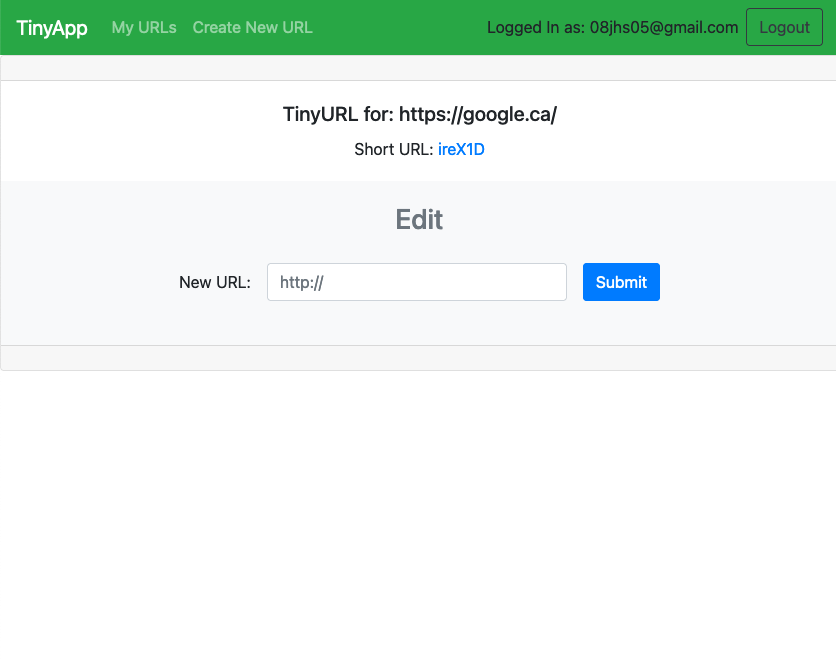 TinyApp My URLs Create New URL Logged In as: 08jhs05@gmail.com Logout
TinyURL for: https://google.ca/
Short URL: ireX1D
Edit
New URL: http:// Submit